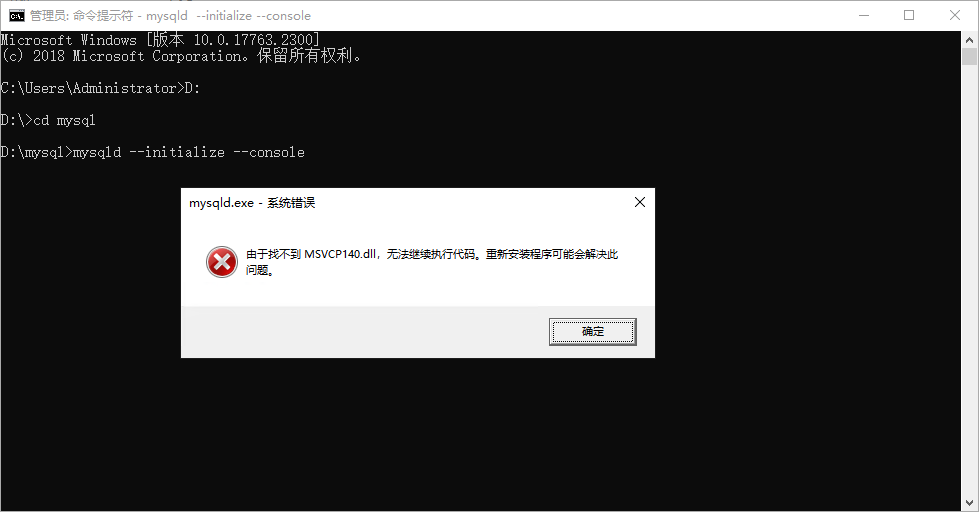 管理员: 命令提示符 - mysqld  --initialize --console
Microsoft Windows [版本 10.0.17763.2300]
(c) 2018 Microsoft Corporation。保留所有权利。
C:\Users\Administrator>D:
D:\>cd mysql
D:\mysql>mysqld --initialize --console
mysqld.exe - 系统错误
由于找不到 MSVCP140.dll，无法继续执行代码。重新安装程序可能会解决此
问题。
确定